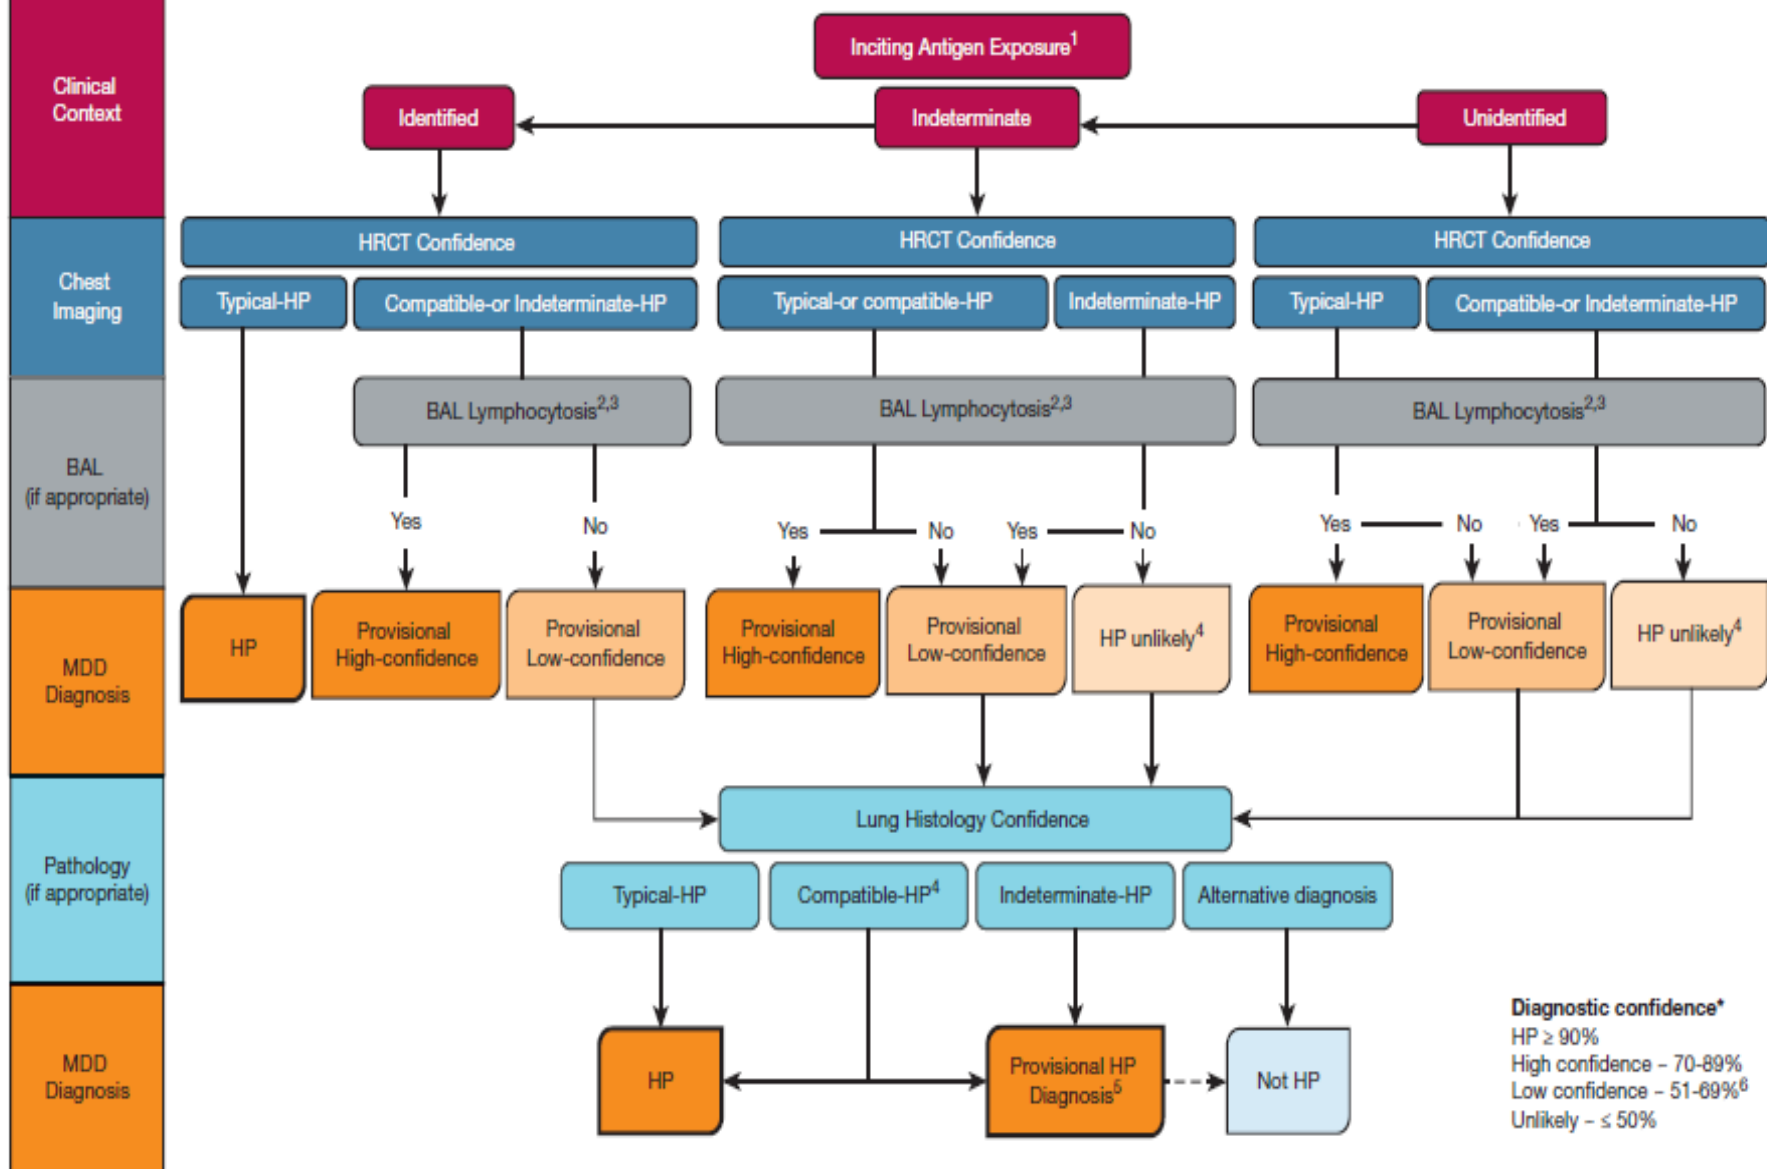 Clinical
Context
Inciting Antigen Exposure1
Identified
Indeterminate
Unidentified
Chest
Imaging
HRCT Confidence
HRCT Confidence
HRCT Confidence
Typical-HP
Compatible-or Indeterminate-HP
Typical-or compatible-HP
Indeterminate-HP
Typical-HP
Compatible-or Indeterminate-HP
BAL
(if appropriate)
BAL Lymphocytosis2,3
BAL Lymphocytosis2,3
BAL Lymphocytosis2,3
Yes
No
Yes
No
Yes
No
Yes
No
Yes
No
MDD
Diagnosis
HP
Provisional
High-confidence
Provisional
Low-confidence
Provisional
High-confidence
Provisional
Low-confidence
HP unlikely4
Provisional
High-confidence
Provisional
Low-confidence
HP unlikely4
Pathology
(if appropriate)
Lung Histology Confidence
Typical-HP
Compatible-HP4
Indeterminate-HP
Alternative diagnosis
MDD
Diagnosis
HP
Provisional HP
Diagnosis5
Not HP
Diagnostic confidence*
HP ≥ 90%
High confidence – 70-89%
Low confidence – 51-69%6
Unlikely – ≤ 50%